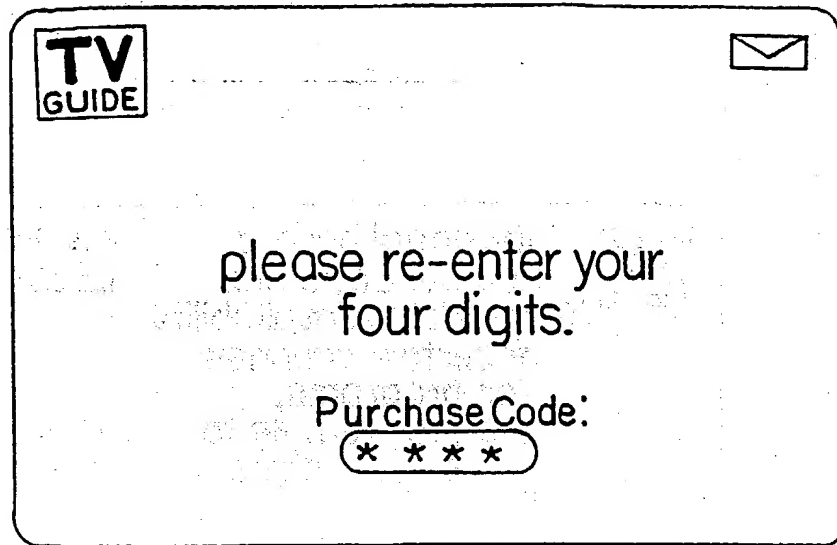 TV
GUIDE
please re-enter your
four digits.
Purchase Code:
* * * *